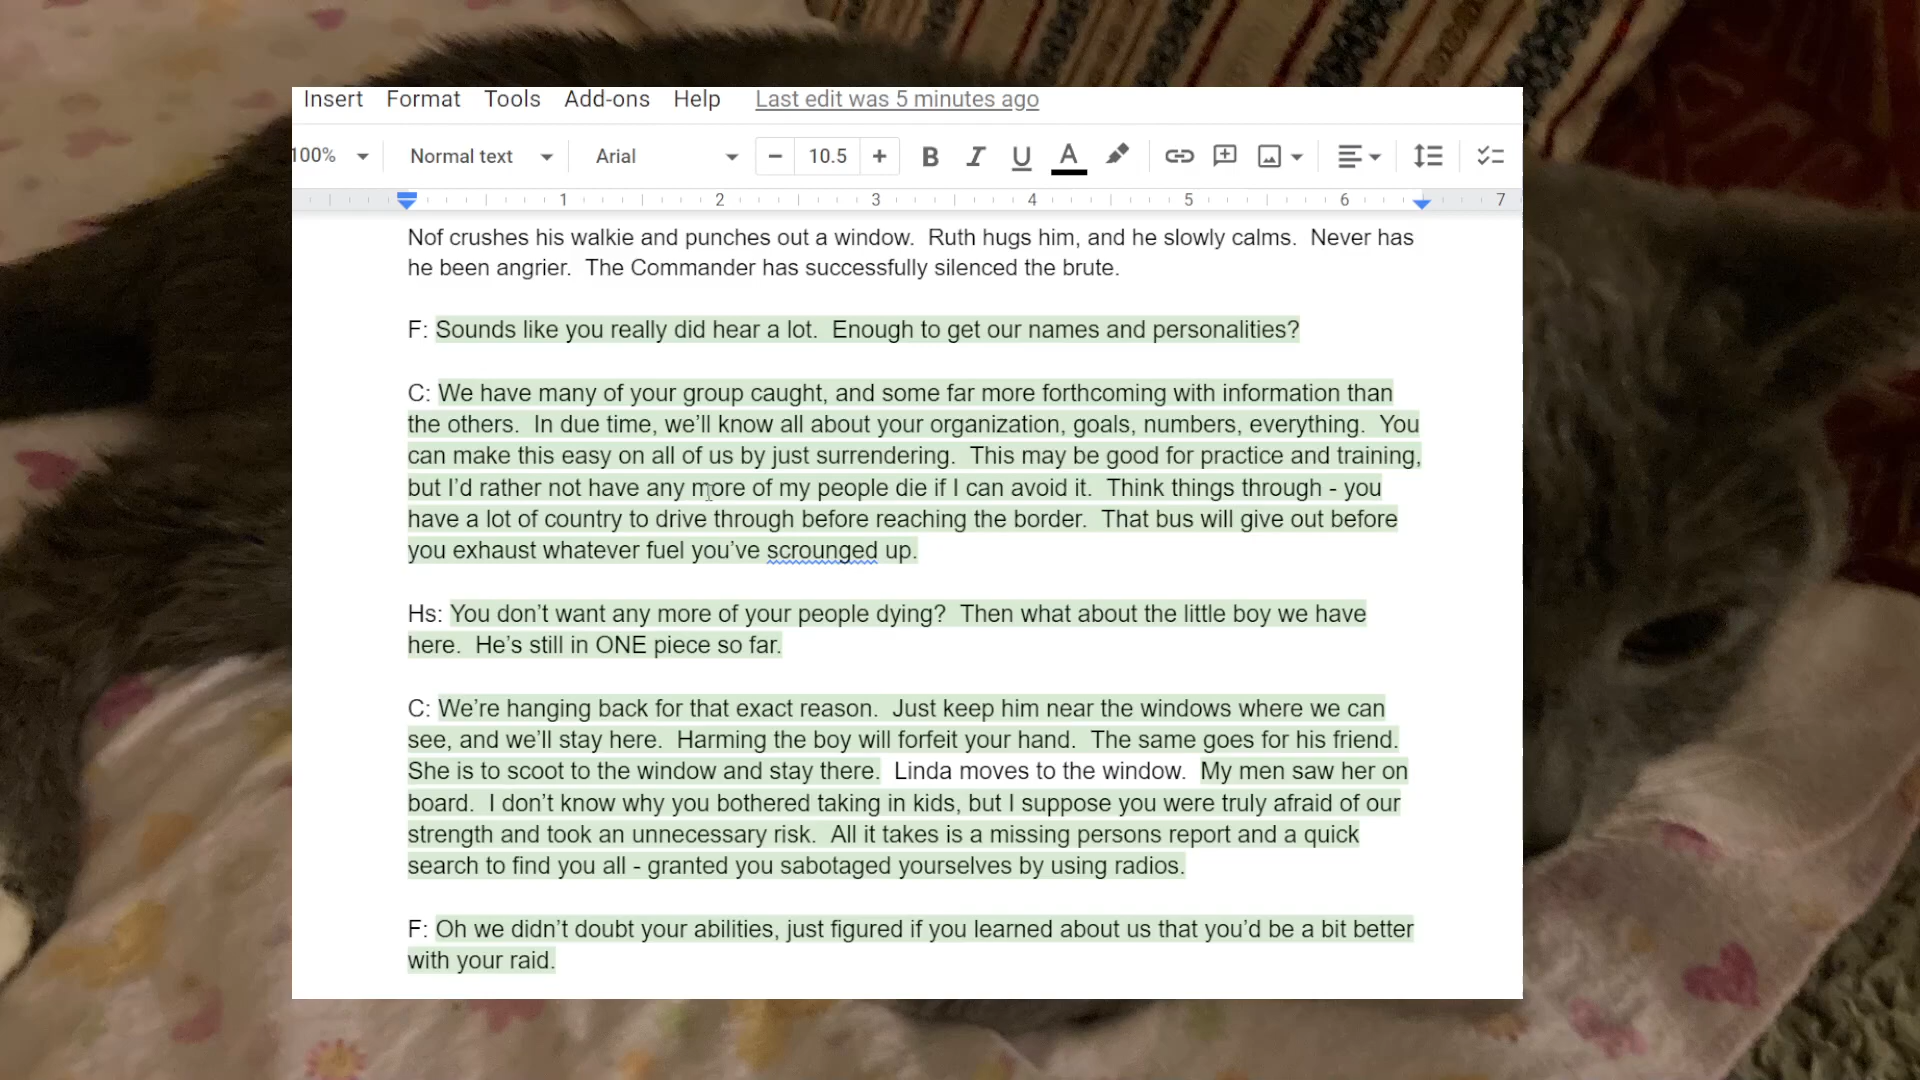 Insert Format Tools Add-ons Help Last edit was 5 minutes ago
100% Normal text Arial − 10.5 + B I U A
1 2 3 4 5 6 7
Nof crushes his walkie and punches out a window.  Ruth hugs him, and he slowly calms.  Never has
he been angrier.  The Commander has successfully silenced the brute.
F: Sounds like you really did hear a lot.  Enough to get our names and personalities?
C: We have many of your group caught, and some far more forthcoming with information than
the others.  In due time, we’ll know all about your organization, goals, numbers, everything.  You
can make this easy on all of us by just surrendering.  This may be good for practice and training,
but I’d rather not have any more of my people die if I can avoid it.  Think things through - you
have a lot of country to drive through before reaching the border.  That bus will give out before
you exhaust whatever fuel you’ve scrounged up.
Hs: You don’t want any more of your people dying?  Then what about the little boy we have
here.  He’s still in ONE piece so far.
C: We’re hanging back for that exact reason.  Just keep him near the windows where we can
see, and we’ll stay here.  Harming the boy will forfeit your hand.  The same goes for his friend.
She is to scoot to the window and stay there.  Linda moves to the window.  My men saw her on
board.  I don’t know why you bothered taking in kids, but I suppose you were truly afraid of our
strength and took an unnecessary risk.  All it takes is a missing persons report and a quick
search to find you all - granted you sabotaged yourselves by using radios.
F: Oh we didn’t doubt your abilities, just figured if you learned about us that you’d be a bit better
with your raid.